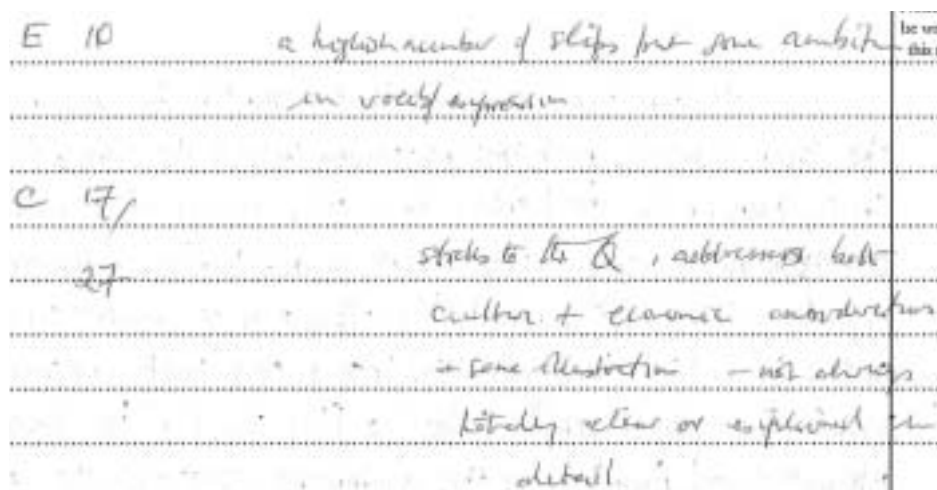 E 10 a highish number of slips but some ambition
in vocab/expression
C 17/
sticks to the Q, addresses both
27
culture + economic considerations
+ some illustration – not always
totally clear or explained in
detail